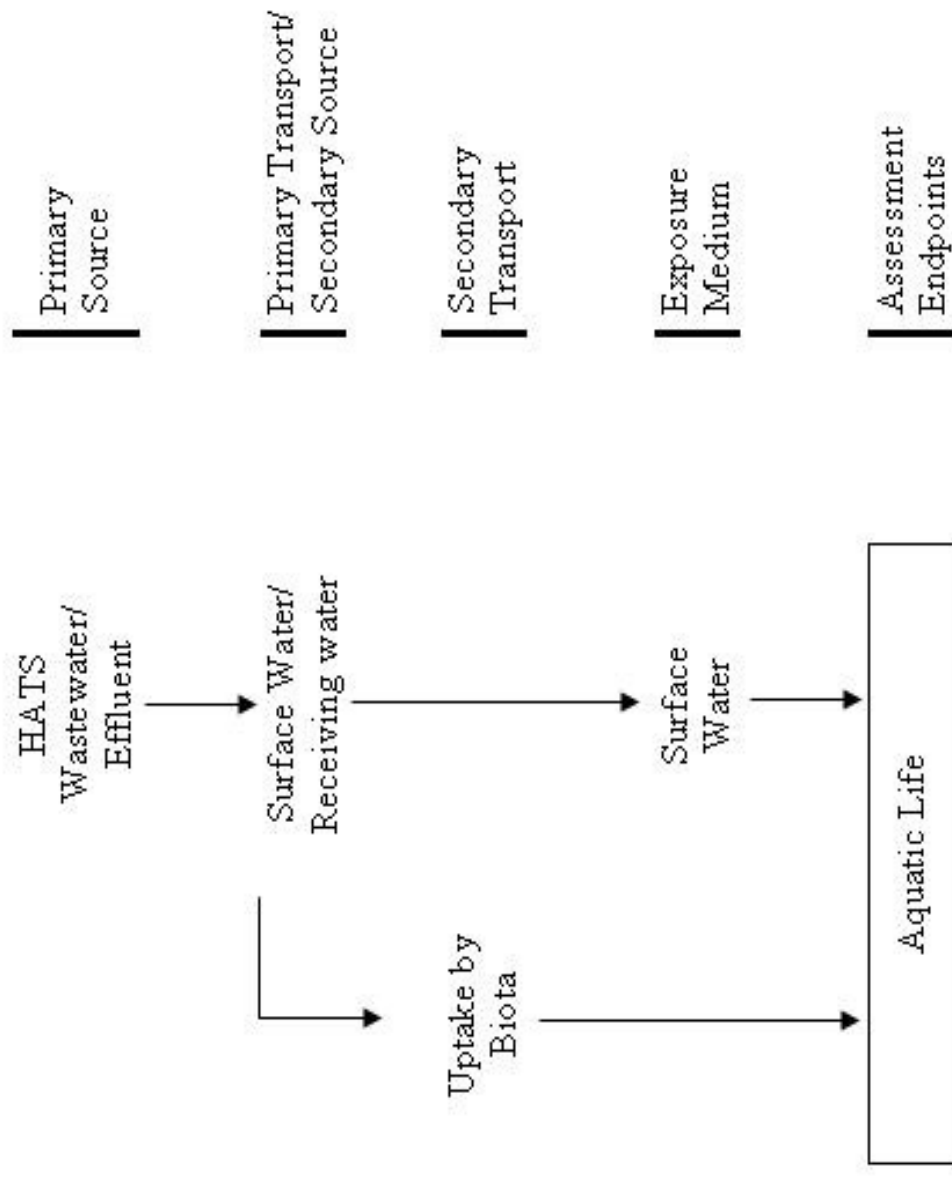 HATS
Wastewater/
Effluent
Primary
Source
Surface Water/
Receiving water
Primary Transport/
Secondary Source
Uptake by
Biota
Secondary
Transport
Surface
Water
Exposure
Medium
Aquatic Life
Assessment
Endpoints